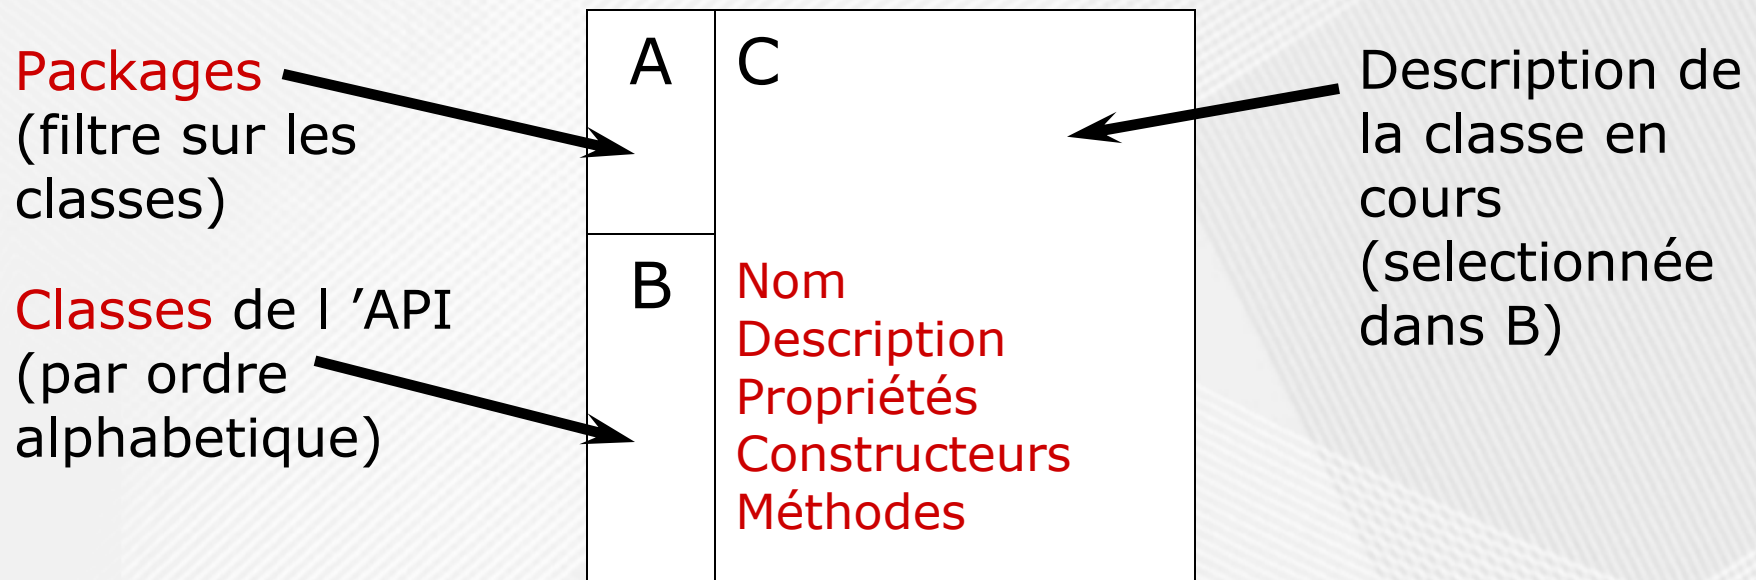 Packages
(filtre sur les
classes)
Classes de l ’API
(par ordre
alphabetique)
A
B
C
Nom
Description
Propriétés
Constructeurs
Méthodes
Description de
la classe en
cours
(selectionnée
dans B)